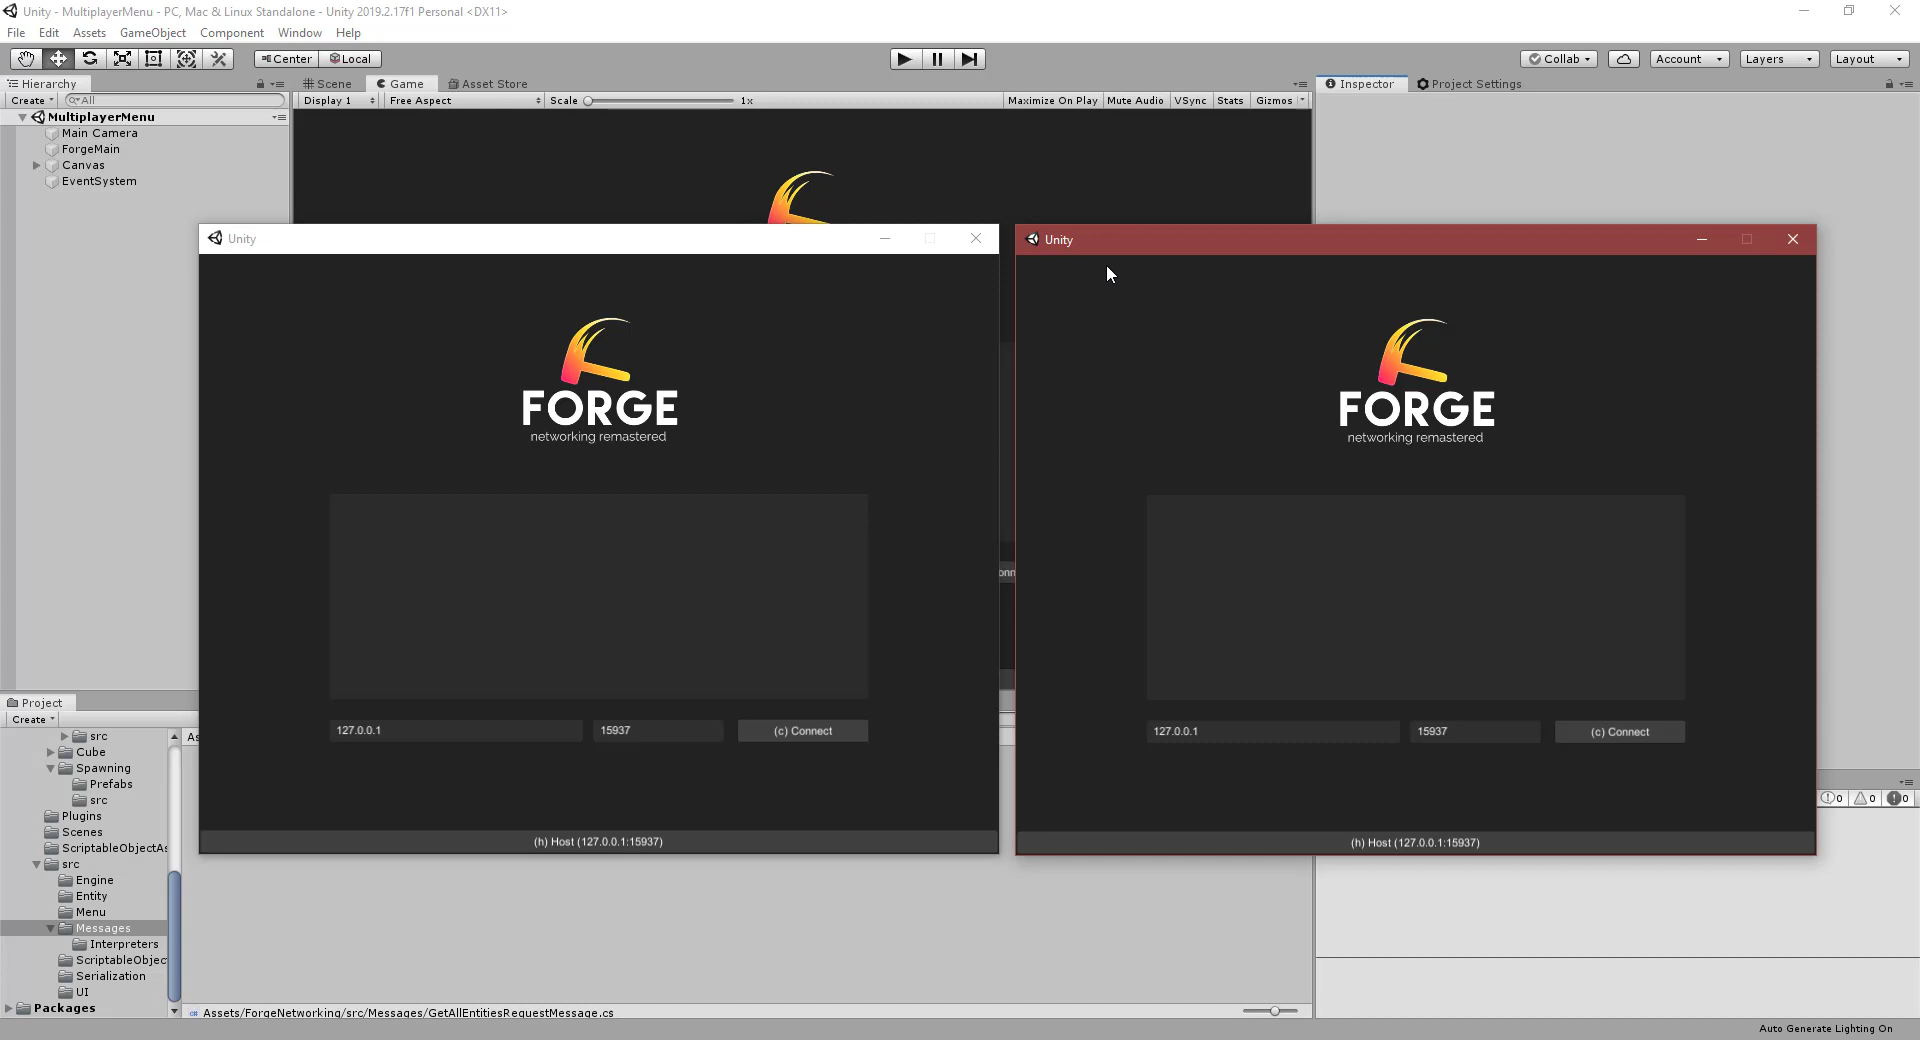 Unity - MultiplayerMenu - PC, Mac & Linux Standalone - Unity 2019.2.17f1 Personal <DX11>
File Edit Assets GameObject Component Window Help
Center Local Collab Account Layers Layout
Hierarchy Scene Game Asset Store Inspector Project Settings
Create All Display 1 Free Aspect Scale 1x Maximize On Play Mute Audio VSync Stats Gizmos
MultiplayerMenu
Main Camera
ForgeMain
Canvas
EventSystem
Unity
FORGE
networking remastered
127.0.0.1 15937 (c) Connect
(h) Host (127.0.0.1:15937)
Unity
FORGE
networking remastered
127.0.0.1 15937 (c) Connect
(h) Host (127.0.0.1:15937)
Project
Create
src
Cube
Spawning
Prefabs
src
Plugins
Scenes
ScriptableObjectAs
src
Engine
Entity
Menu
Messages
Interpreters
ScriptableObjec
Serialization
UI
Packages
0 0 0
Assets/ForgeNetworking/src/Messages/GetAllEntitiesRequestMessage.cs
Auto Generate Lighting On